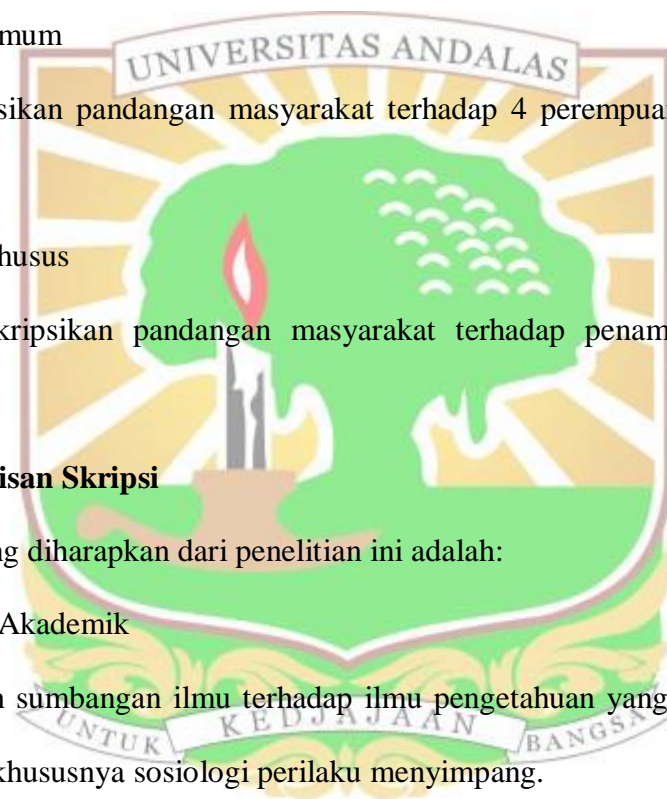 mum
UNIVERSITAS ANDALAS
sikan pandangan masyarakat terhadap 4 perempua
husus
kripsikan pandangan masyarakat terhadap penam
isan Skripsi
ng diharapkan dari penelitian ini adalah:
Akademik
n sumbangan ilmu terhadap ilmu pengetahuan yang
UNTUK KEDJAJAAN BANGSA
khususnya sosiologi perilaku menyimpang.